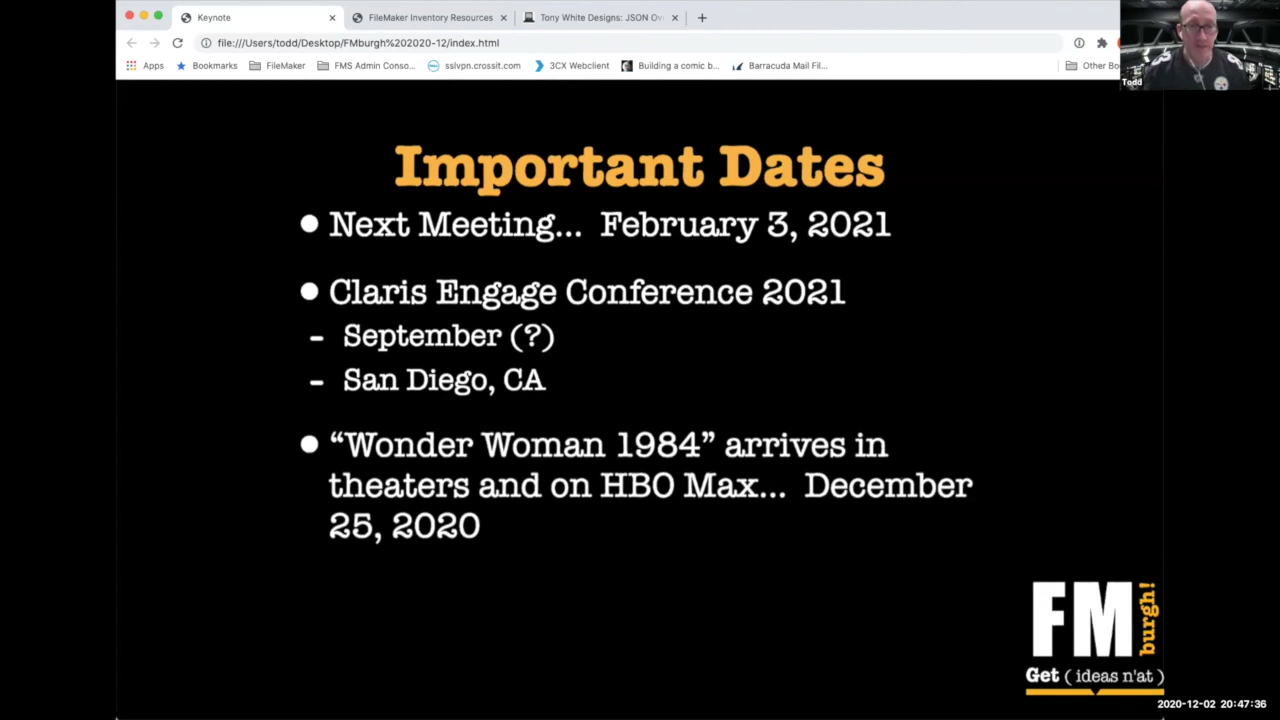 Keynote
FileMaker Inventory Resources
Tony White Designs: JSON Ov
file:///Users/todd/Desktop/FMburgh%202020-12/index.html
Apps
Bookmarks
FileMaker
FMS Admin Conso...
sslvpn.crossit.com
3CX Webclient
Building a comic b...
Barracuda Mail Fil...
Other Bo
Todd
Important Dates
Next Meeting... February 3, 2021
Claris Engage Conference 2021
- September (?)
- San Diego, CA
“Wonder Woman 1984” arrives in
theaters and on HBO Max... December
25, 2020
FM burgh!
Get ( ideas n'at )
2020-12-02 20:47:36